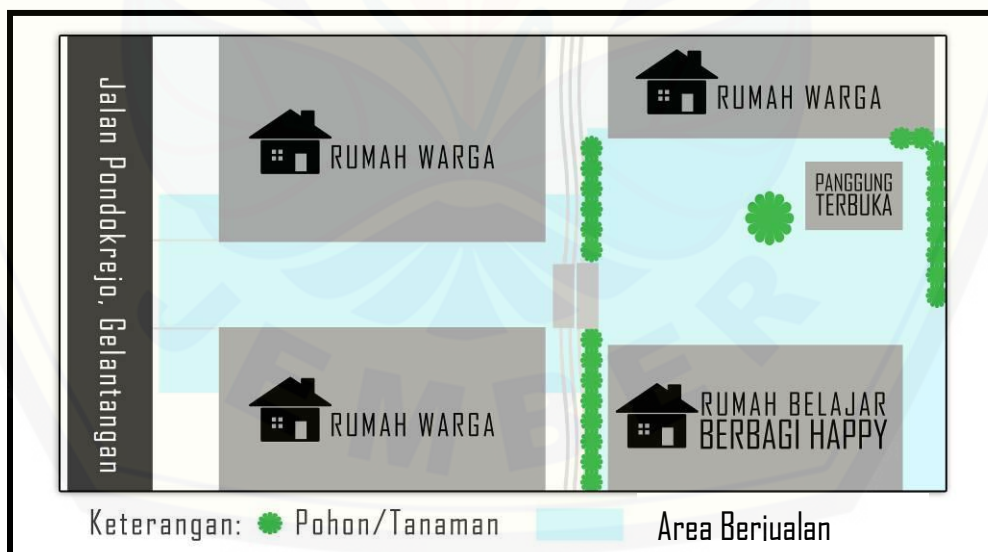 Jalan Pondokrejo, Gelantangan
RUMAH WARGA
RUMAH WARGA
PANGGUNG
TERBUKA
RUMAH WARGA
RUMAH BELAJAR
BERBAGI HAPPY
JEMBER
Keterangan: Pohon/Tanaman Area Berjualan